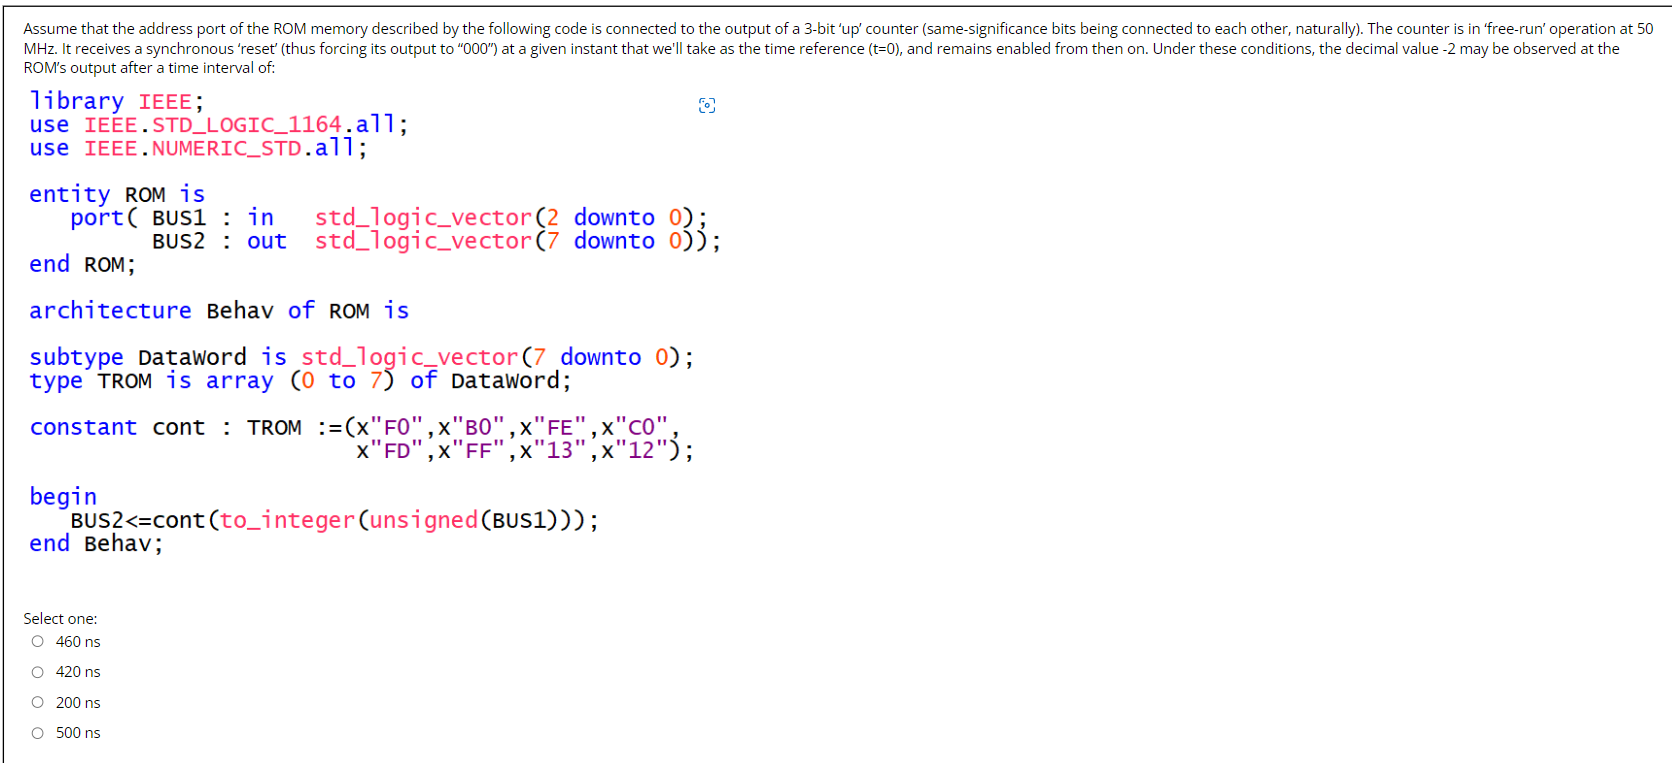 Assume that the address port of the ROM memory described by the following code is connected to the output of a 3-bit ‘up’ counter (same-significance bits being connected to each other, naturally). The counter is in ‘free-run’ operation at 50
MHz. It receives a synchronous ‘reset’ (thus forcing its output to “000”) at a given instant that we'll take as the time reference (t=0), and remains enabled from then on. Under these conditions, the decimal value -2 may be observed at the
ROM’s output after a time interval of:
library IEEE;
use IEEE.STD_LOGIC_1164.all;
use IEEE.NUMERIC_STD.all;
entity ROM is
port( BUS1 : in std_logic_vector(2 downto 0);
BUS2 : out std_logic_vector(7 downto 0));
end ROM;
architecture Behav of ROM is
subtype DataWord is std_logic_vector(7 downto 0);
type TROM is array (0 to 7) of DataWord;
constant cont : TROM :=(x"F0",x"B0",x"FE",x"C0",
x"FD",x"FF",x"13",x"12");
begin
BUS2<=cont(to_integer(unsigned(BUS1)));
end Behav;
Select one:
460 ns
420 ns
200 ns
500 ns